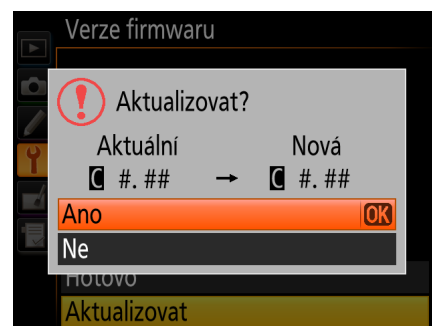 Verze firmwaru
Aktualizovat?
Aktuální Nová
C #. ## → C #. ##
Ano OK
Ne
Hotovo
Aktualizovat